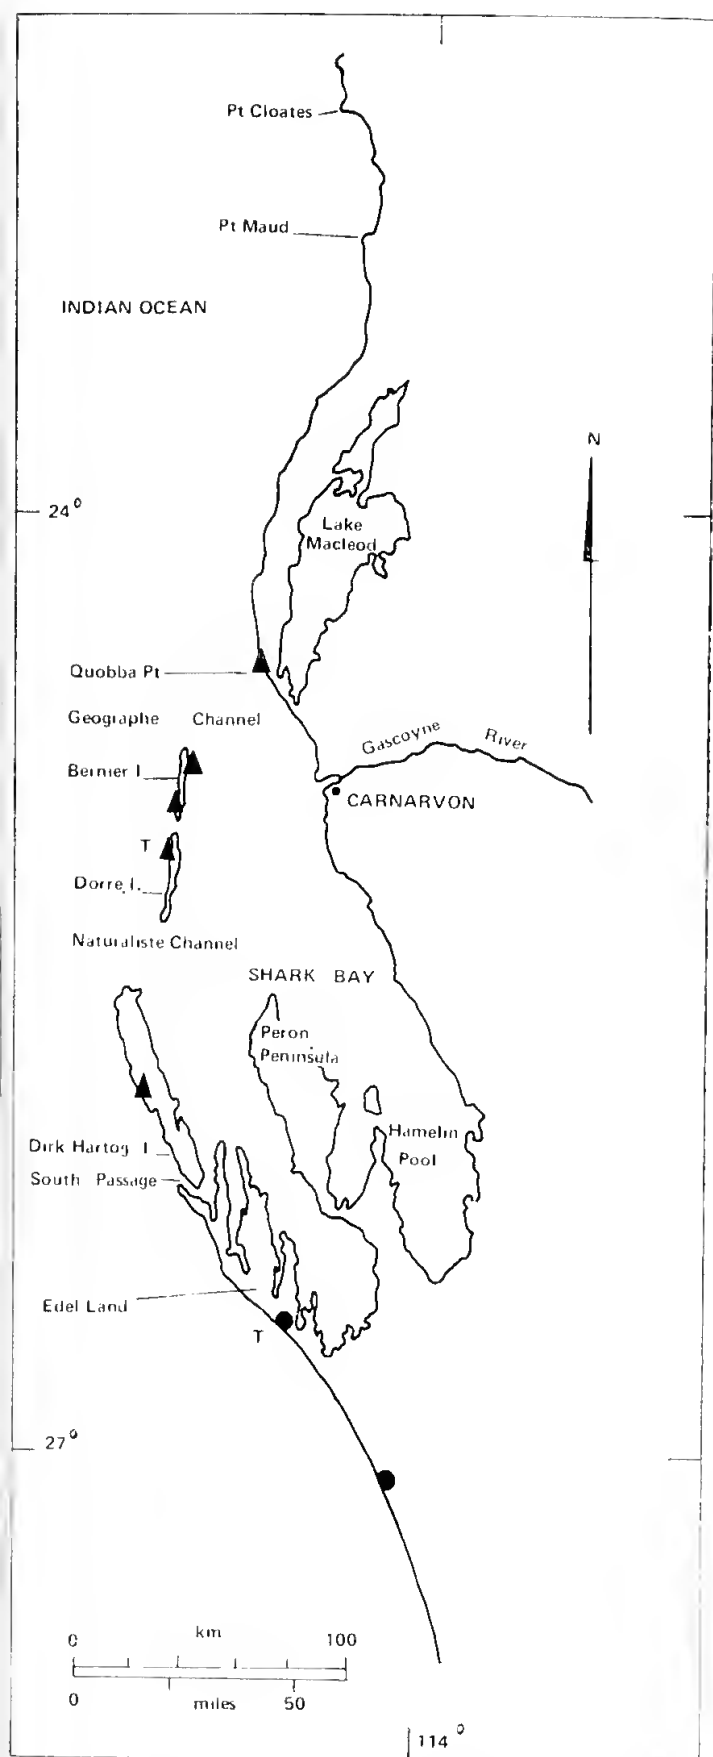 Pt Cloates
Pt Maud
INDIAN OCEAN
N
24°
Lake
Macleod
Quobba Pt
Geographe Channel
Gascoyne River
Bernier I
CARNARVON
T
Dorre I.
Naturaliste Channel
SHARK BAY
Peron
Peninsula
Hamelin
Pool
Dirk Hartog I
South Passage
Edel Land
T
27°
km
0 100
0 miles 50
114°